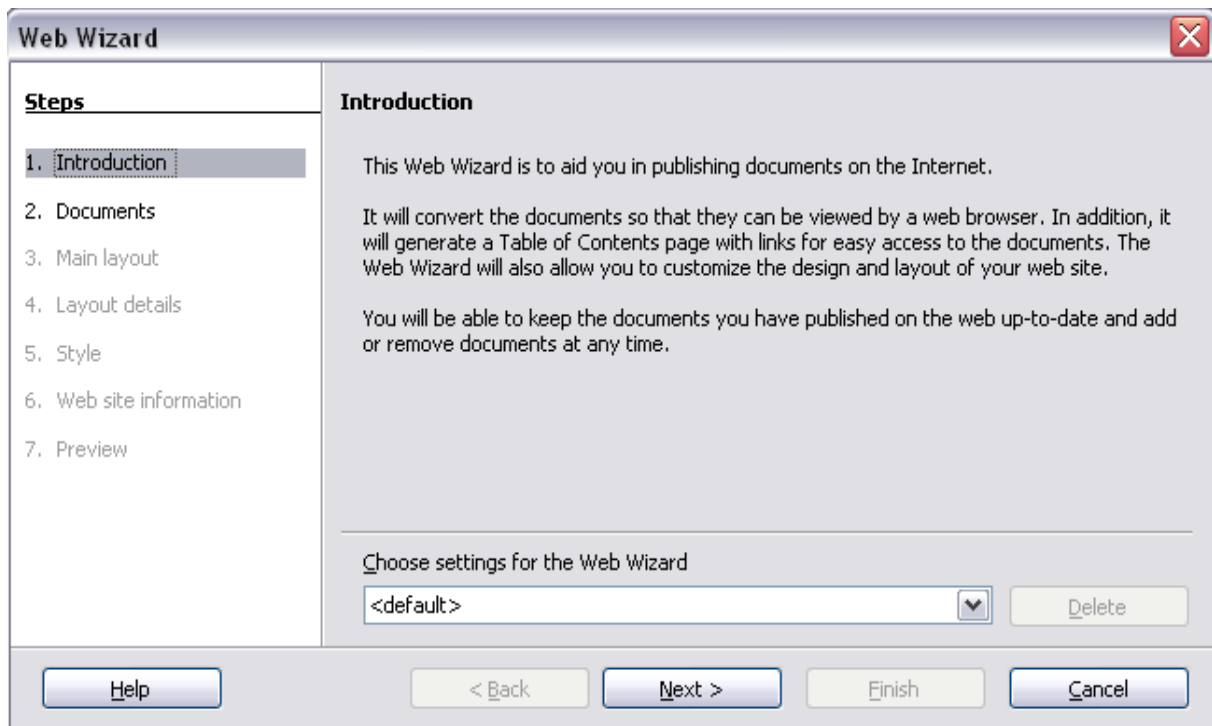 Web Wizard
Steps
1. Introduction
2. Documents
3. Main layout
4. Layout details
5. Style
6. Web site information
7. Preview
Introduction
This Web Wizard is to aid you in publishing documents on the Internet.
It will convert the documents so that they can be viewed by a web browser. In addition, it
will generate a Table of Contents page with links for easy access to the documents. The
Web Wizard will also allow you to customize the design and layout of your web site.
You will be able to keep the documents you have published on the web up-to-date and add
or remove documents at any time.
Choose settings for the Web Wizard
<default>
Delete
Help
< Back
Next >
Finish
Cancel